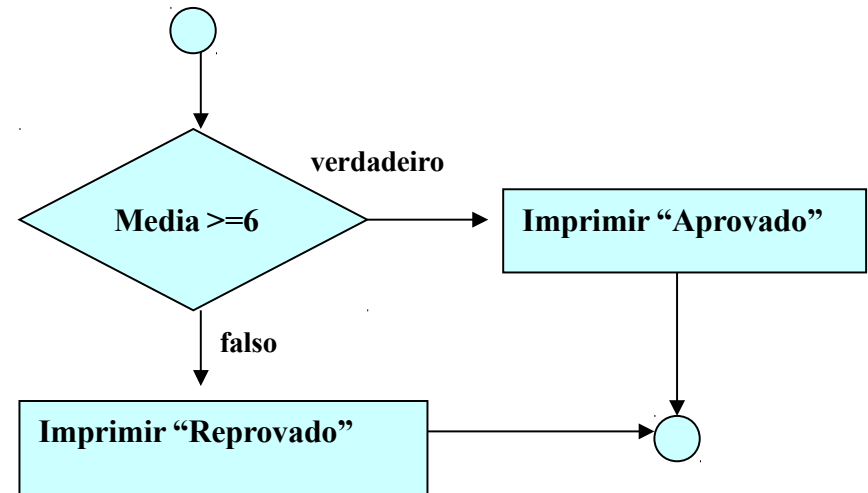 verdadeiro
Media >=6
Imprimir “Aprovado”
falso
Imprimir “Reprovado”